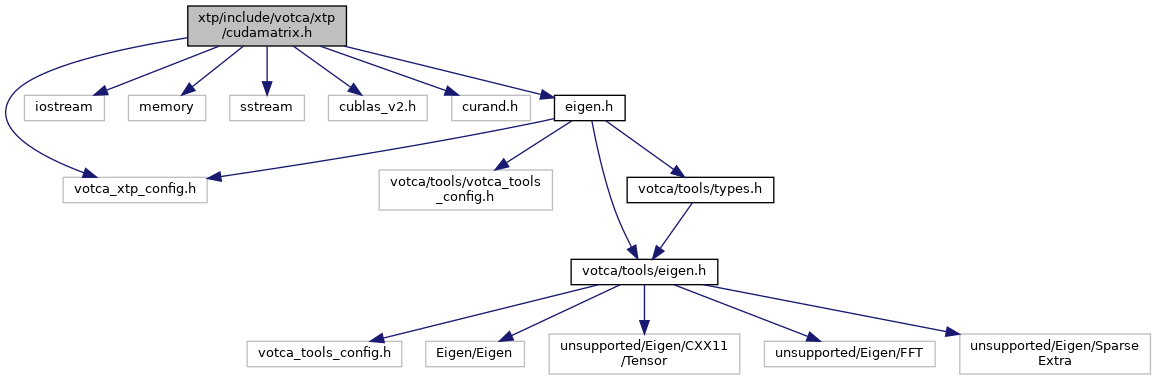 xtp/include/votca/xtp
/cudamatrix.h
iostream
memory
sstream
cublas_v2.h
curand.h
eigen.h
votca_xtp_config.h
votca/tools/votca_tools
_config.h
votca/tools/types.h
votca/tools/eigen.h
votca_tools_config.h
Eigen/Eigen
unsupported/Eigen/CXX11
/Tensor
unsupported/Eigen/FFT
unsupported/Eigen/Sparse
Extra